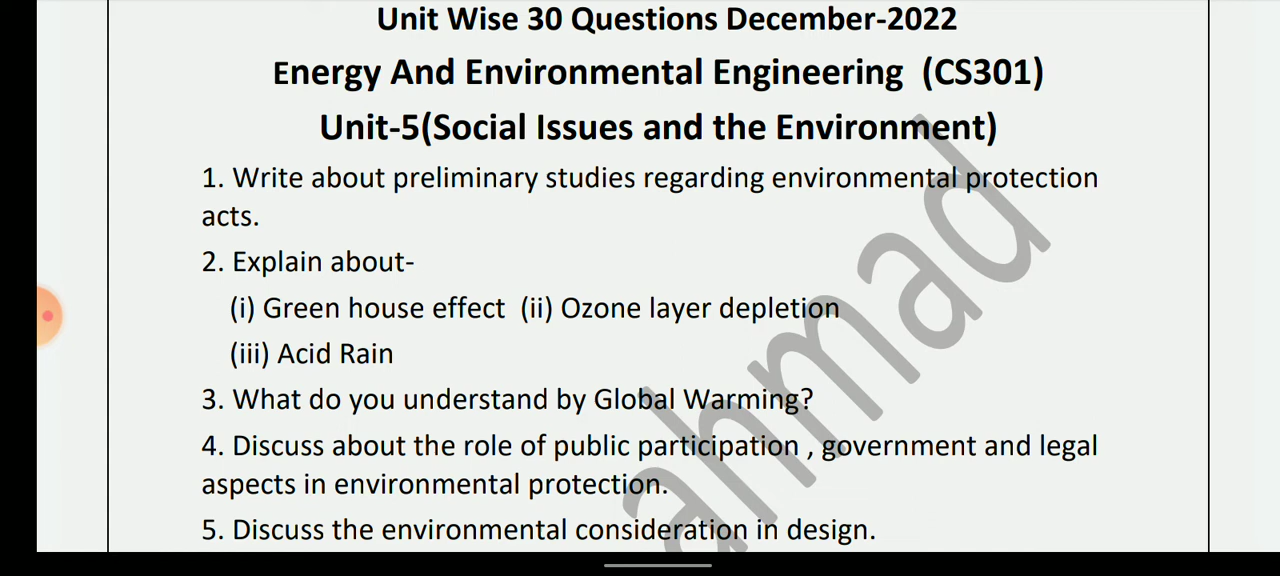 Unit Wise 30 Questions December-2022
Energy And Environmental Engineering (CS301)
Unit-5(Social Issues and the Environment)
1. Write about preliminary studies regarding environmental protection
acts.
2. Explain about-
(i) Green house effect (ii) Ozone layer depletion
(iii) Acid Rain
3. What do you understand by Global Warming?
4. Discuss about the role of public participation , government and legal
aspects in environmental protection.
5. Discuss the environmental consideration in design.
ahmad